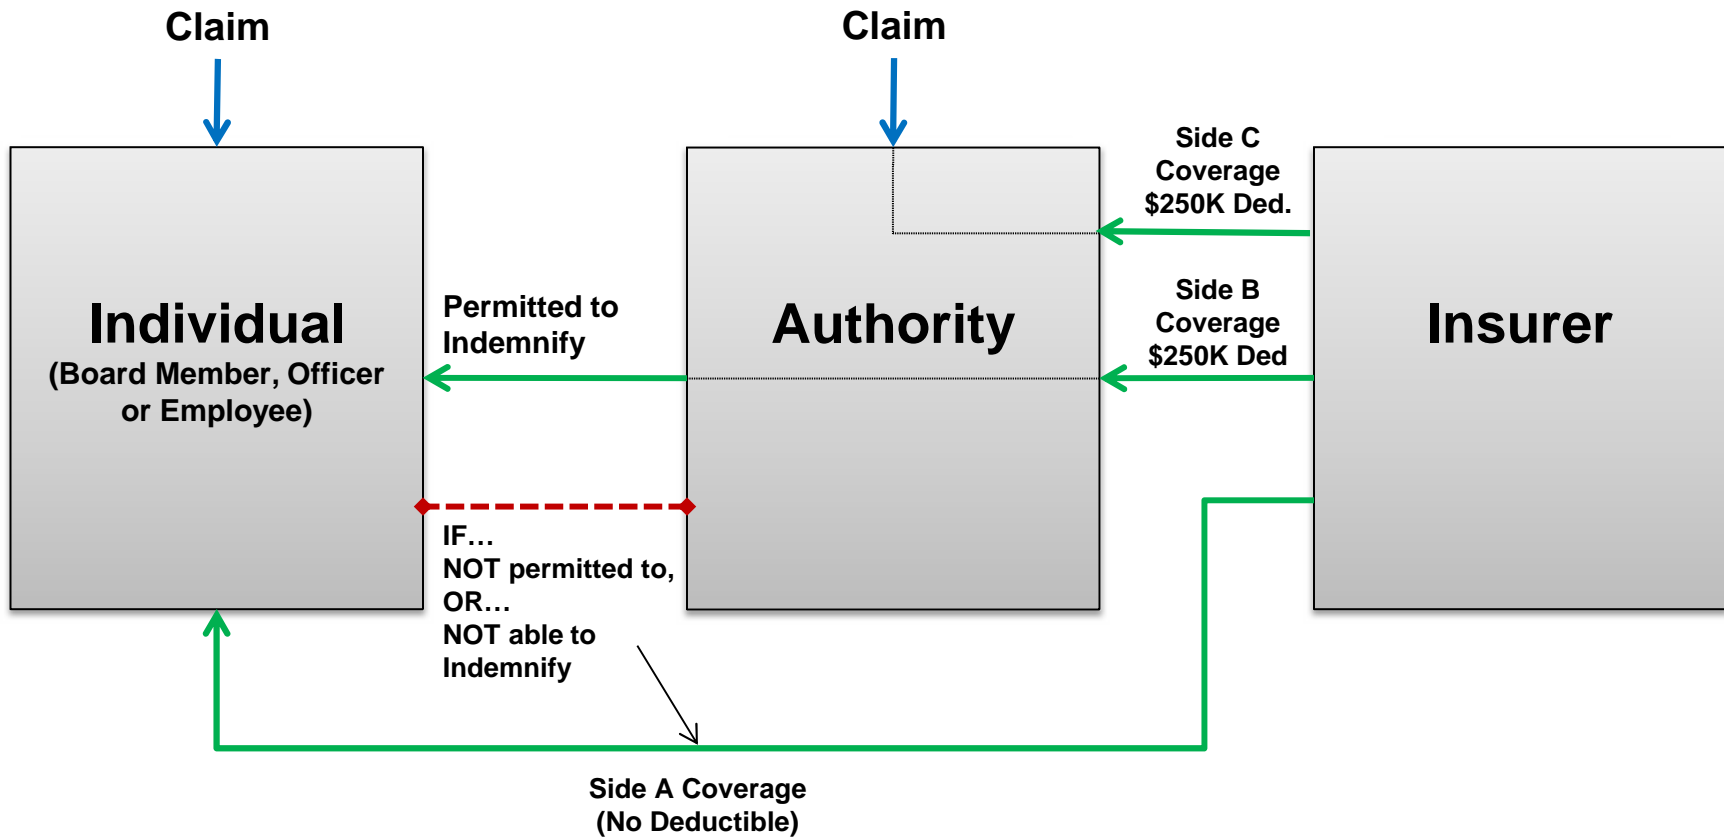 Claim
Claim
Individual
(Board Member, Officer
or Employee)
Permitted to
Indemnify
Authority
Side C
Coverage
$250K Ded.
Side B
Coverage
$250K Ded
Insurer
IF…
NOT permitted to,
OR…
NOT able to
Indemnify
Side A Coverage
(No Deductible)